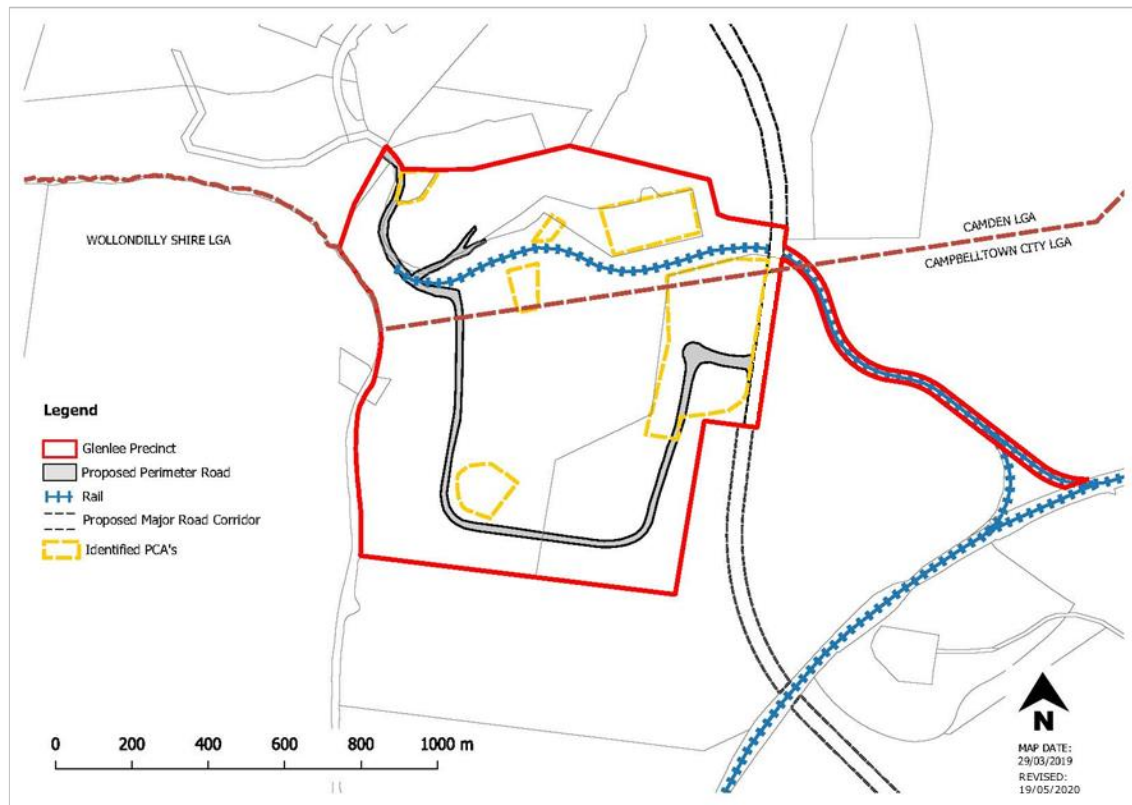 CAMDEN LGA
WOLLONDILLY SHIRE LGA
CAMPBELLTOWN CITY LGA
Legend
Glenlee Precinct
Proposed Perimeter Road
Rail
Proposed Major Road Corridor
Identified PCA's
0 200 400 600 800 1000 m
N
MAP DATE:
29/03/2019
REVISED:
19/05/2020